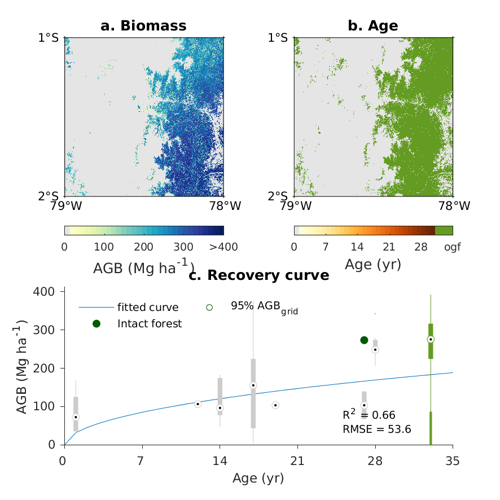 a. Biomass
b. Age
1°S
1°S
2°S
2°S
79°W
78°W
79°W
78°W
0 100 200 300 >400
0 7 14 21 28 ogf
AGB (Mg ha-1)
Age (yr)
c. Recovery curve
400
300
200
100
0
AGB (Mg ha-1)
fitted curve
95% AGBgrid
Intact forest
R2 = 0.66
RMSE = 53.6
0 7 14 21 28 35
Age (yr)